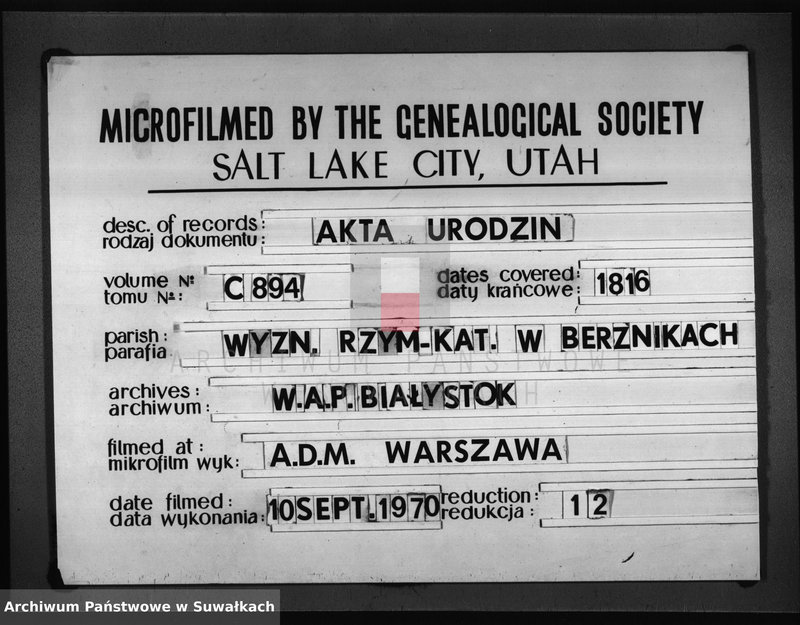 MICROFILMED BY THE GENEALOGICAL SOCIETY
SALT LAKE CITY, UTAH
desc. of records: AKTA URODZIN
rodzaj dokumentu:
volume № C 894 dates covered: 1816
tomu №: daty krańcowe:
parish: WYZN. RZYM-KAT. W BERZNIKACH
parafia
ARCHIWUM PAŃSTWOWE
archives: W.A.P. BIAŁYSTOK
archiwum:
filmed at: A.D.M. WARSZAWA
mikrofilm wyk:
date filmed: 10 SEPT. 1970 reduction: 12
data wykonania: redukcja:
Archiwum Państwowe w Suwałkach